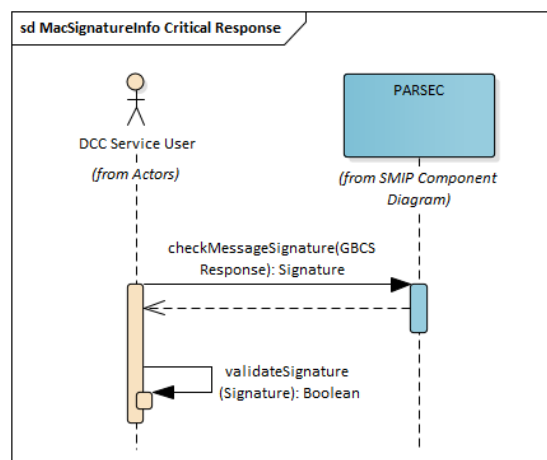 sd MacSignatureInfo Critical Response
PARSEC
DCC Service User
(from Actors)
(from SMIP Component
Diagram)
checkMessageSignature(GBCS
Response): Signature
validateSignature
(Signature): Boolean